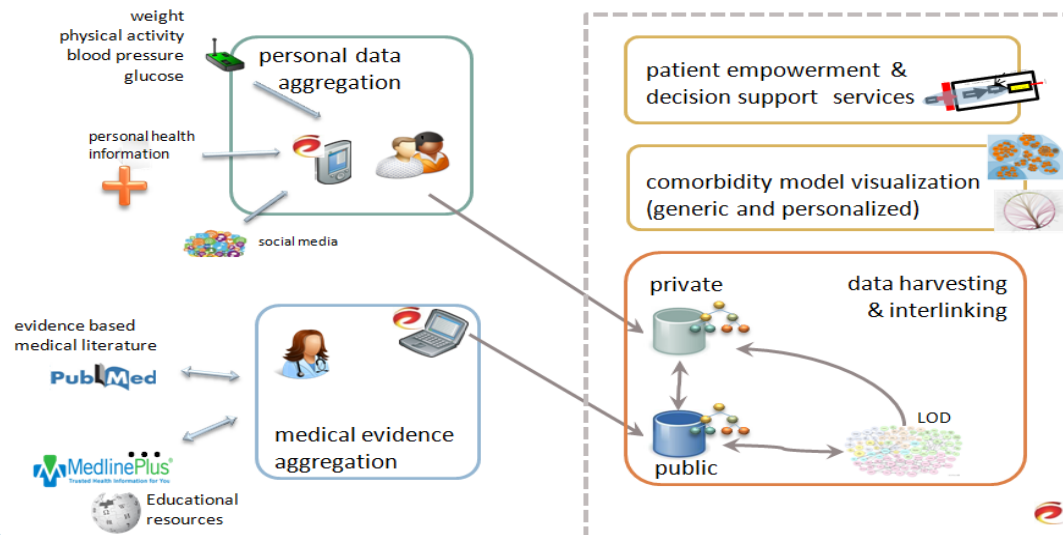 weight
physical activity
blood pressure
glucose
personal data
aggregation
personal health
information
social media
evidence based
medical literature
PubMed
MedlinePlus®
Trusted Health Information for You
Educational
resources
medical evidence
aggregation
patient empowerment &
decision support services
comorbidity model visualization
(generic and personalized)
private
data harvesting
& interlinking
LOD
public